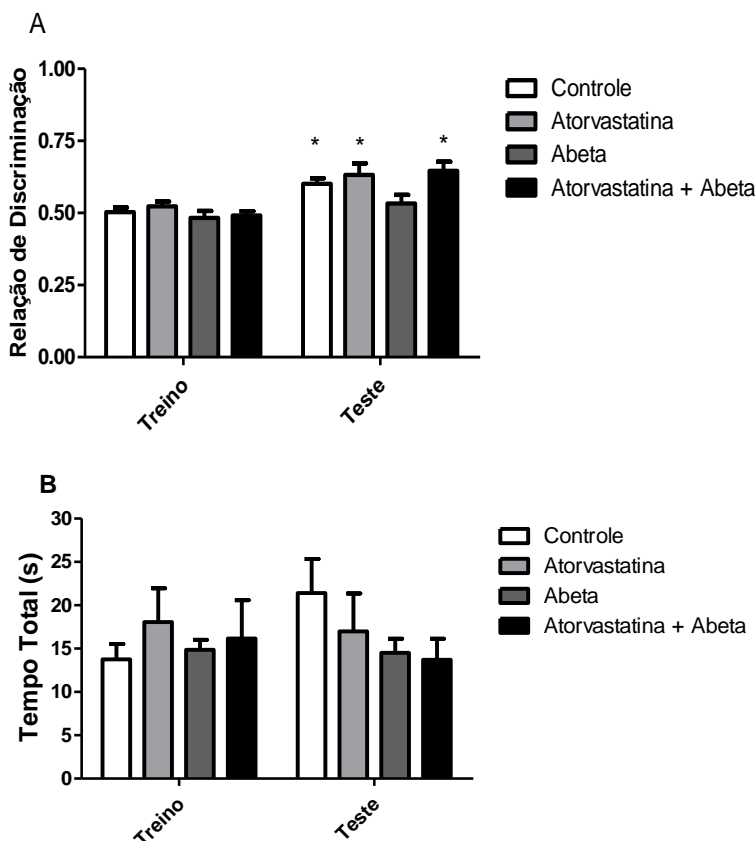 A
Relação de Discriminação
1.00
0.75
0.50
0.25
0.00
* * *
Treino Teste
Controle
Atorvastatina
Abeta
Atorvastatina + Abeta
B
Tempo Total (s)
30
25
20
15
10
5
0
Treino Teste
Controle
Atorvastatina
Abeta
Atorvastatina + Abeta